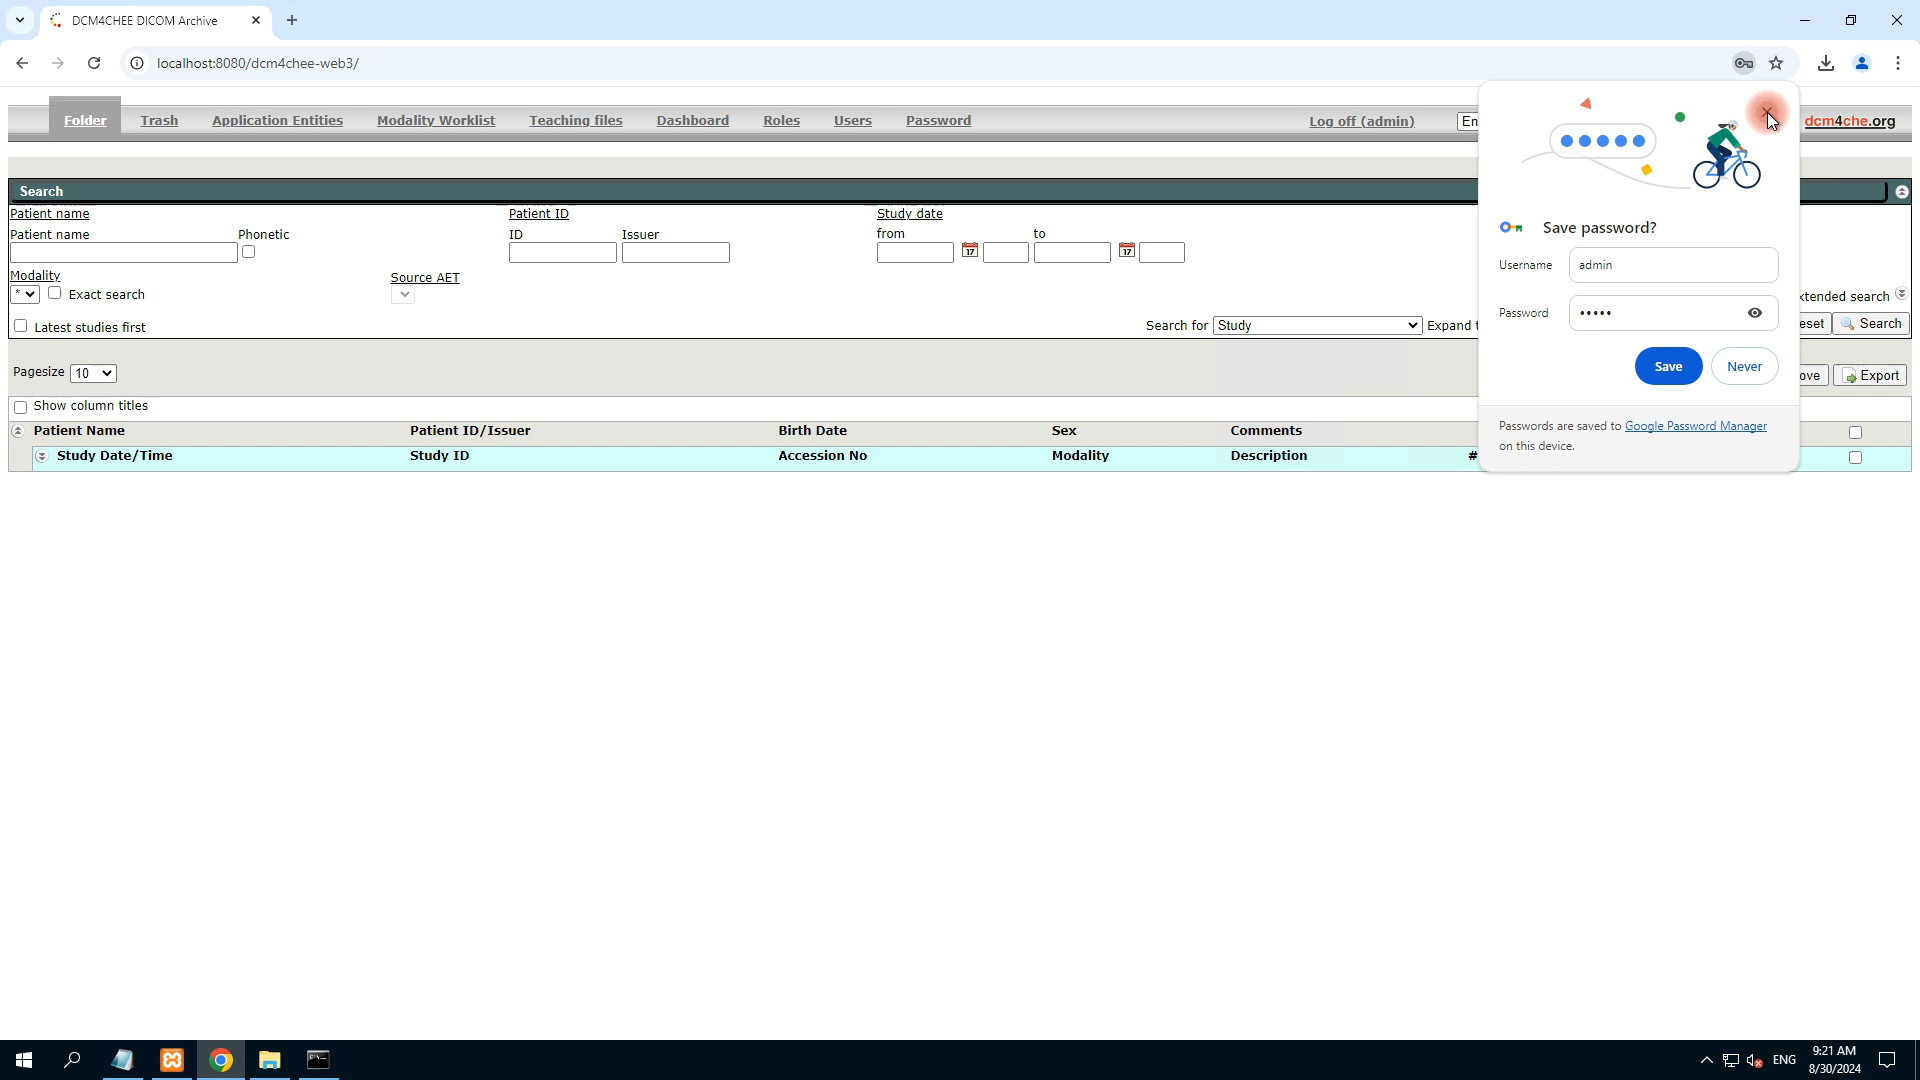 DCM4CHEE DICOM Archive
localhost:8080/dcm4chee-web3/
Folder Trash Application Entities Modality Worklist Teaching files Dashboard Roles Users Password Log off (admin) En dcm4che.org
Search
Patient name Patient ID Study date
Patient name Phonetic ID Issuer from to
Modality Source AET
* Exact search xtended search
Latest studies first Search for Study Expand t eset Search
Pagesize 10 ove Export
Show column titles
Patient Name Patient ID/Issuer Birth Date Sex Comments
Study Date/Time Study ID Accession No Modality Description #
Save password?
Username admin
Password •••••
Save Never
Passwords are saved to Google Password Manager
on this device.
ENG 9:21 AM
8/30/2024